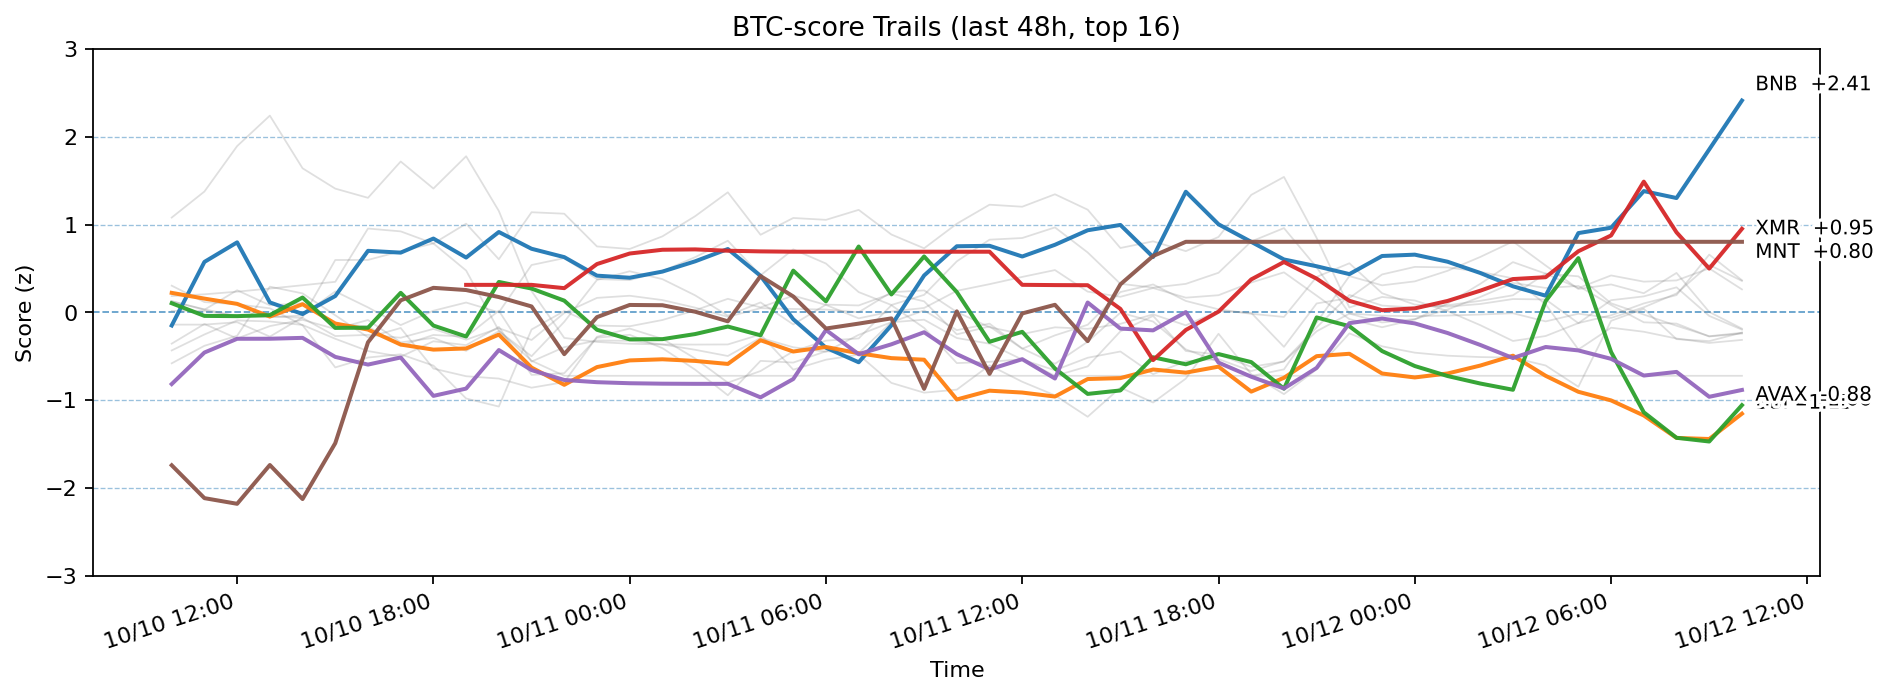 BTC-score Trails (last 48h, top 16)
Score (z)
3
2
1
0
−1
−2
−3
BNB +2.41
XMR +0.95
MNT +0.80
AVAX −0.88
10/10 12:00
10/10 18:00
10/11 00:00
10/11 06:00
10/11 12:00
10/11 18:00
10/12 00:00
10/12 06:00
10/12 12:00
Time